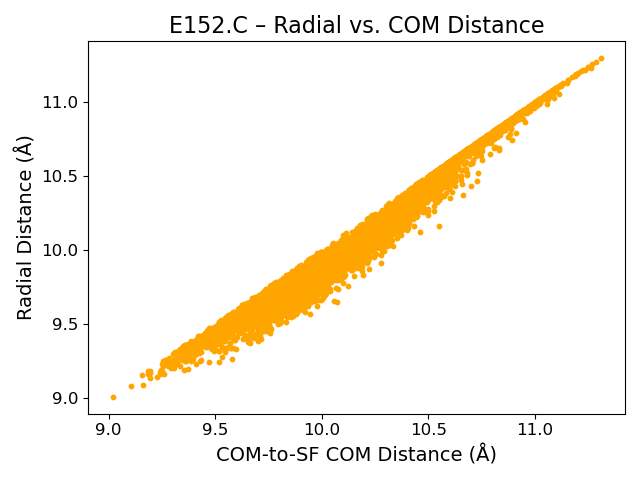 E152.C – Radial vs. COM Distance
Radial Distance (Å)
11.0
10.5
10.0
9.5
9.0
9.0 9.5 10.0 10.5 11.0
COM-to-SF COM Distance (Å)